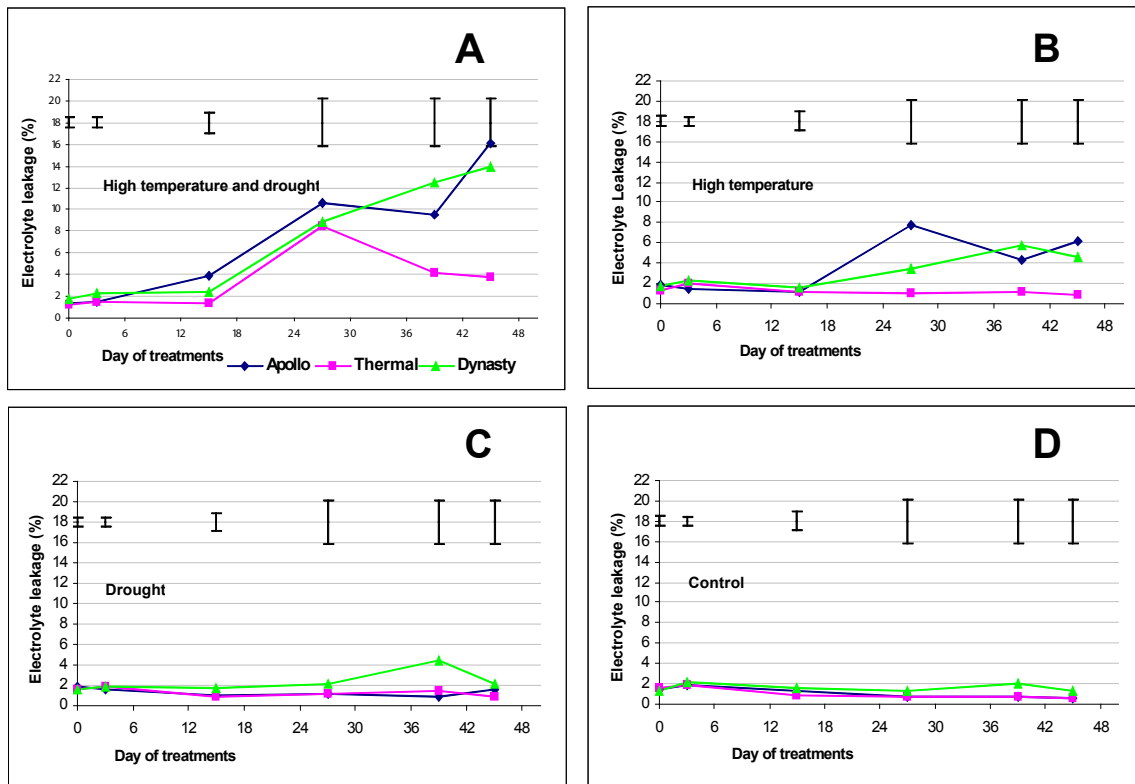 A
Electrolyte leakage (%)
22
20
18
16
14
12
10
8
6
4
2
0
High temperature and drought
0 6 12 18 24 30 36 42 48
Day of treatments
Apollo Thermal Dynasty
B
Electrolyte Leakage (%)
22
20
18
16
14
12
10
8
6
4
2
0
High temperature
0 6 12 18 24 30 36 42 48
Day of treatments
C
Electrolyte leakage (%)
22
20
18
16
14
12
10
8
6
4
2
0
Drought
0 6 12 18 24 30 36 42 48
Day of treatments
D
Electrolyte leakage (%)
22
20
18
16
14
12
10
8
6
4
2
0
Control
0 6 12 18 24 30 36 42 48
Day of treatments